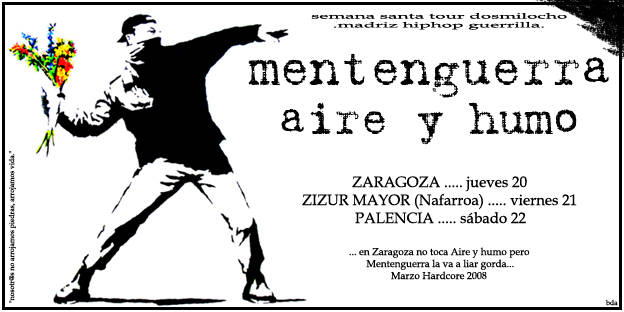 semana santa tour dosmilocho
.madriz hiphop guerrilla.
mentenguerra
aire y humo
ZARAGOZA ..... jueves 20
ZIZUR MAYOR (Nafarroa) ..... viernes 21
PALENCIA ..... sábado 22
... en Zaragoza no toca Aire y humo pero
Mentenguerra la va a liar gorda...
Marzo Hardcore 2008
"nosotr@s no arrojamos piedras, arrojamos vida."
bda